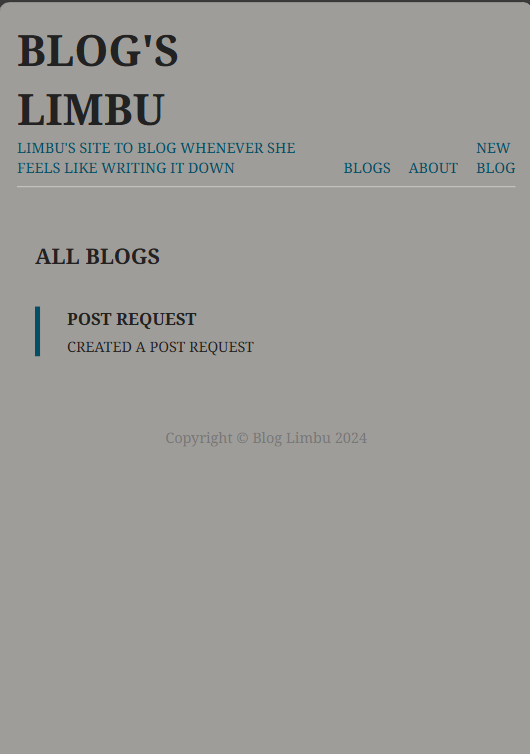 BLOG'S
LIMBU
LIMBU'S SITE TO BLOG WHENEVER SHE
FEELS LIKE WRITING IT DOWN
BLOGS
ABOUT
NEW
BLOG
ALL BLOGS
POST REQUEST
CREATED A POST REQUEST
Copyright © Blog Limbu 2024